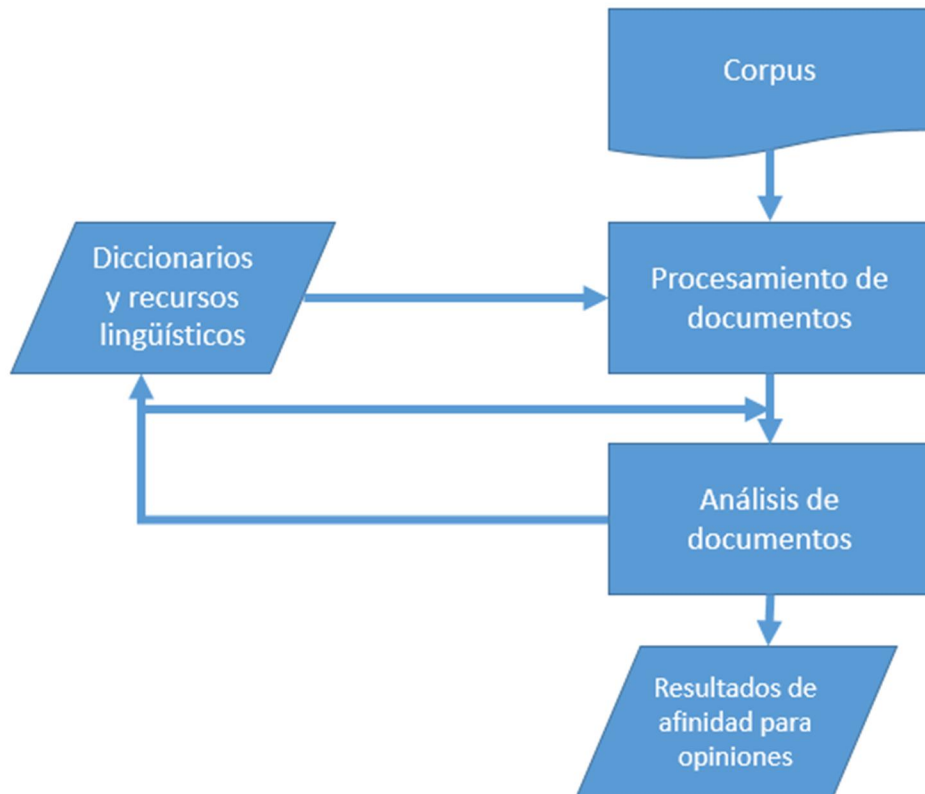 Corpus
Diccionarios
y recursos
lingüísticos
Procesamiento de
documentos
Análisis de
documentos
Resultados de
afinidad para
opiniones